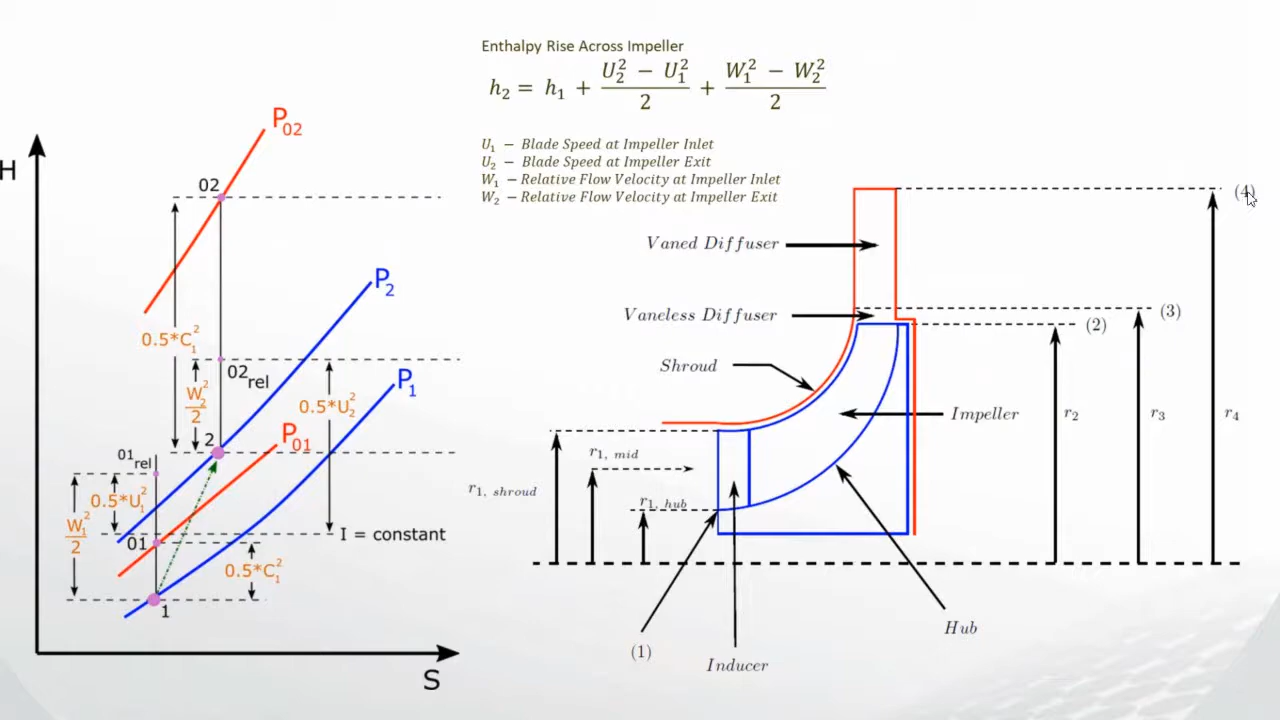 Enthalpy Rise Across Impeller
h₂ = h₁ + (U₂² − U₁²)/2 + (W₁² − W₂²)/2
U₁ − Blade Speed at Impeller Inlet
U₂ − Blade Speed at Impeller Exit
W₁ − Relative Flow Velocity at Impeller Inlet
W₂ − Relative Flow Velocity at Impeller Exit
H
P₀₂
02
P₂
0.5*C₁²
02rel
W₂²/2
0.5*U₂²
P₁
2
P₀₁
01rel
0.5*U₁²
W₁²/2
01
I = constant
0.5*C₁²
1
S
(4)
Vaned Diffuser
Vaneless Diffuser
(3)
(2)
Shroud
Impeller
r₂
r₃
r₄
r₁, mid
r₁, shroud
r₁, hub
Hub
(1)
Inducer